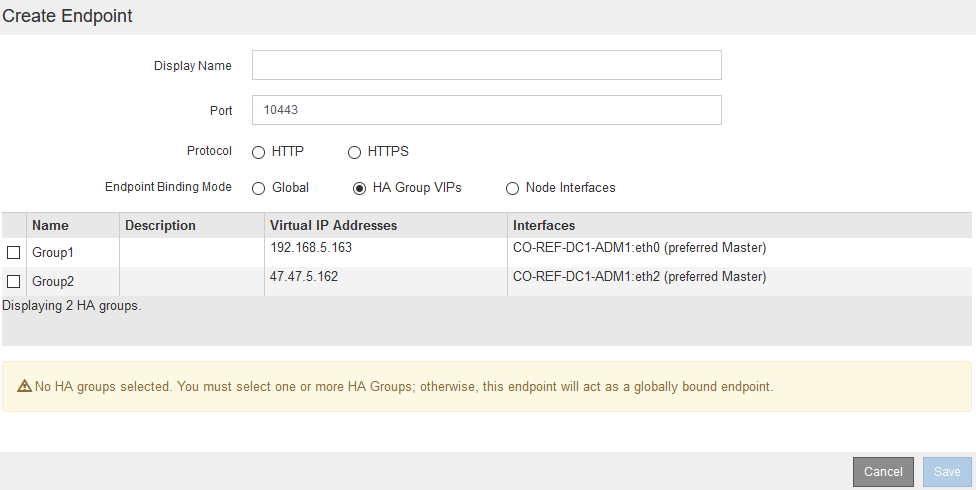 Create Endpoint
Display Name
Port 10443
Protocol HTTP HTTPS
Endpoint Binding Mode Global HA Group VIPs Node Interfaces
Name Description Virtual IP Addresses Interfaces
Group1 192.168.5.163 CO-REF-DC1-ADM1:eth0 (preferred Master)
Group2 47.47.5.162 CO-REF-DC1-ADM1:eth2 (preferred Master)
Displaying 2 HA groups.
No HA groups selected. You must select one or more HA Groups; otherwise, this endpoint will act as a globally bound endpoint.
Cancel Save